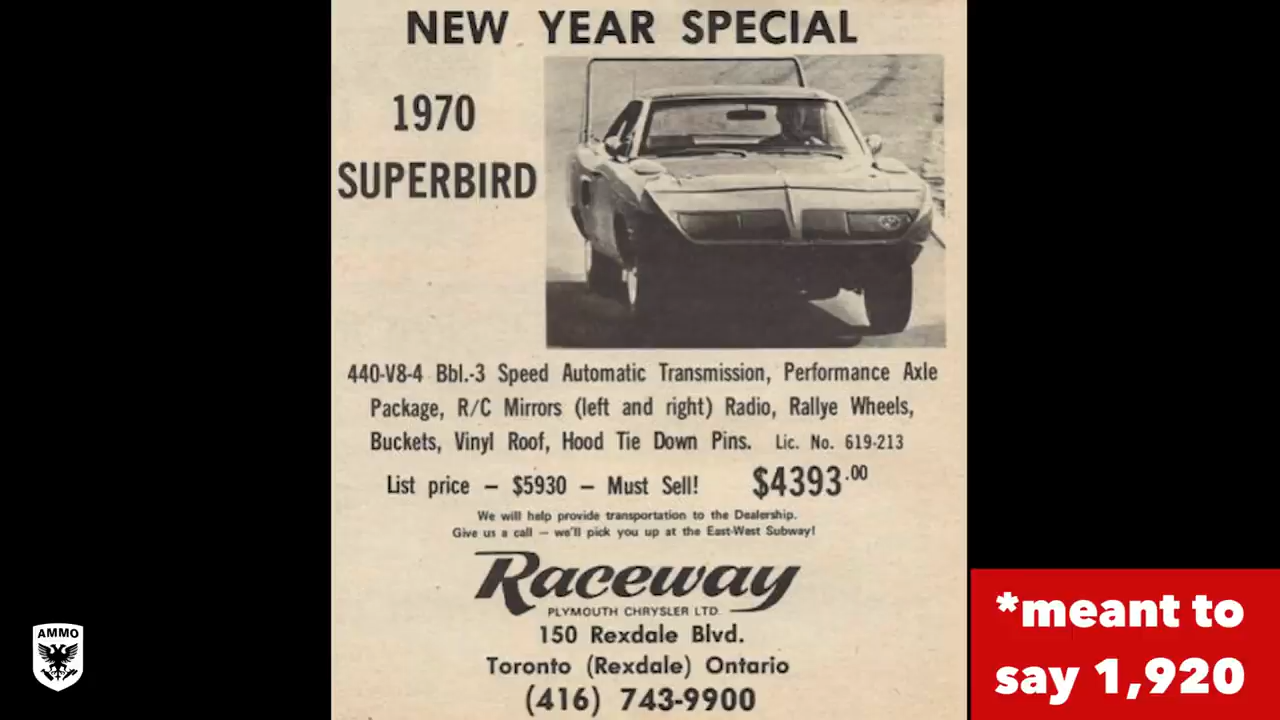 NEW YEAR SPECIAL
1970
SUPERBIRD
440-V8-4 Bbl.-3 Speed Automatic Transmission, Performance Axle
Package, R/C Mirrors (left and right) Radio, Rallye Wheels,
Buckets, Vinyl Roof, Hood Tie Down Pins. Lic. No. 619-213
List price – $5930 – Must Sell! $4393.00
We will help provide transportation to the Dealership.
Give us a call – we'll pick you up at the East-West Subway!
Raceway
PLYMOUTH CHRYSLER LTD.
150 Rexdale Blvd.
Toronto (Rexdale) Ontario
(416) 743-9900
AMMO
*meant to
say 1,920